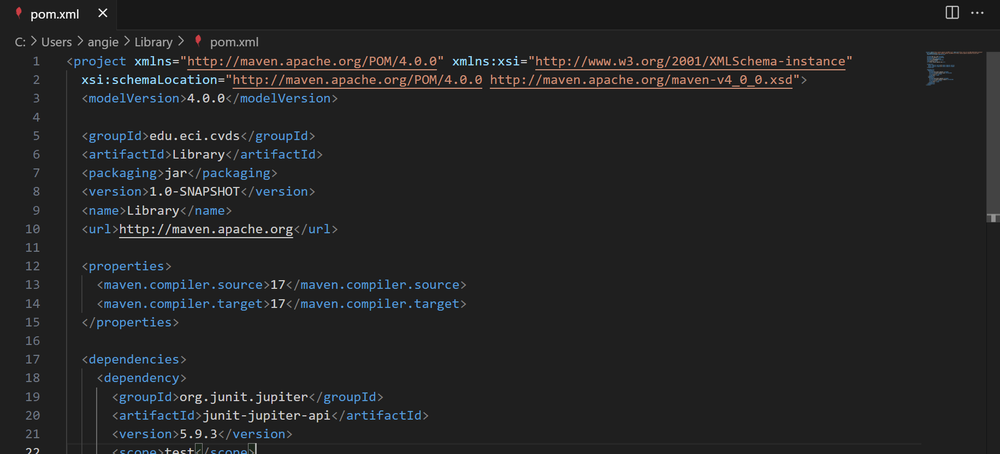 pom.xml
C: > Users > angie > Library > pom.xml
1 <project xmlns="http://maven.apache.org/POM/4.0.0" xmlns:xsi="http://www.w3.org/2001/XMLSchema-instance"
2 xsi:schemaLocation="http://maven.apache.org/POM/4.0.0 http://maven.apache.org/maven-v4_0_0.xsd">
3 <modelVersion>4.0.0</modelVersion>
4
5 <groupId>edu.eci.cvds</groupId>
6 <artifactId>Library</artifactId>
7 <packaging>jar</packaging>
8 <version>1.0-SNAPSHOT</version>
9 <name>Library</name>
10 <url>http://maven.apache.org</url>
11
12 <properties>
13 <maven.compiler.source>17</maven.compiler.source>
14 <maven.compiler.target>17</maven.compiler.target>
15 </properties>
16
17 <dependencies>
18 <dependency>
19 <groupId>org.junit.jupiter</groupId>
20 <artifactId>junit-jupiter-api</artifactId>
21 <version>5.9.3</version>
22 <scope>test</scope>